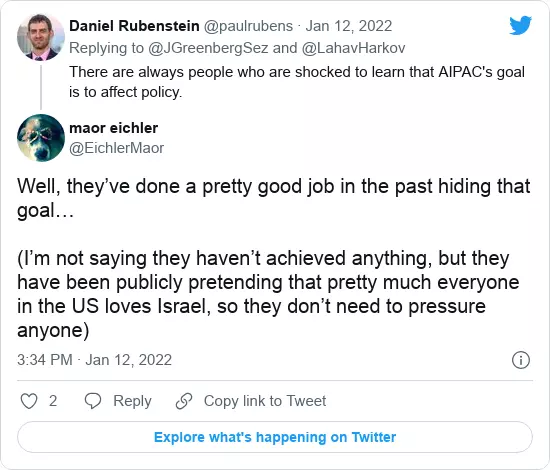 Daniel Rubenstein @paulrubens · Jan 12, 2022
Replying to @JGreenbergSez and @LahavHarkov
There are always people who are shocked to learn that AIPAC's goal
is to affect policy.
maor eichler
@EichlerMaor
Well, they’ve done a pretty good job in the past hiding that
goal…
(I’m not saying they haven’t achieved anything, but they
have been publicly pretending that pretty much everyone
in the US loves Israel, so they don’t need to pressure
anyone)
3:34 PM · Jan 12, 2022
2 Reply Copy link to Tweet
Explore what's happening on Twitter